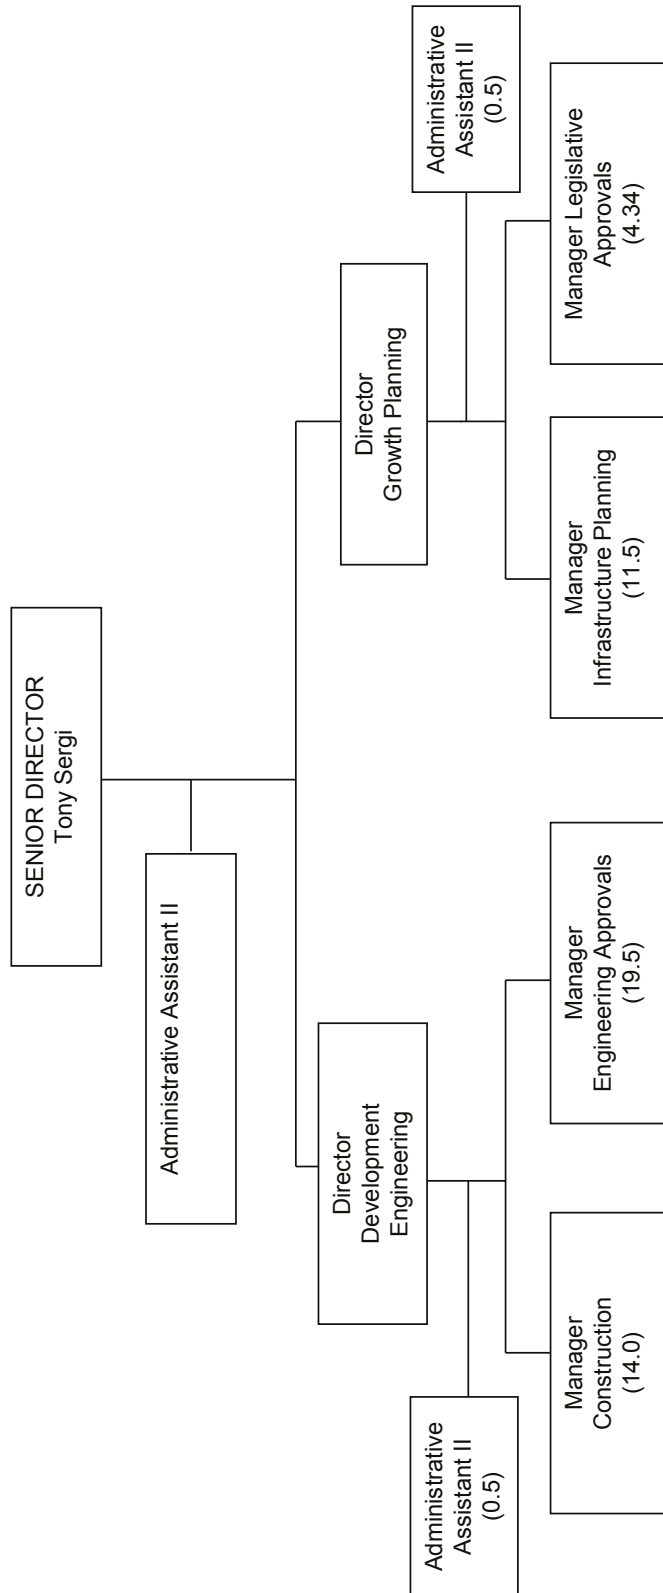 SENIOR DIRECTOR
Tony Sergi
Administrative Assistant II
Director
Development
Engineering
Director
Growth Planning
Administrative
Assistant II
(0.5)
Administrative
Assistant II
(0.5)
Manager
Construction
(14.0)
Manager
Engineering Approvals
(19.5)
Manager
Infrastructure Planning
(11.5)
Manager Legislative
Approvals
(4.34)